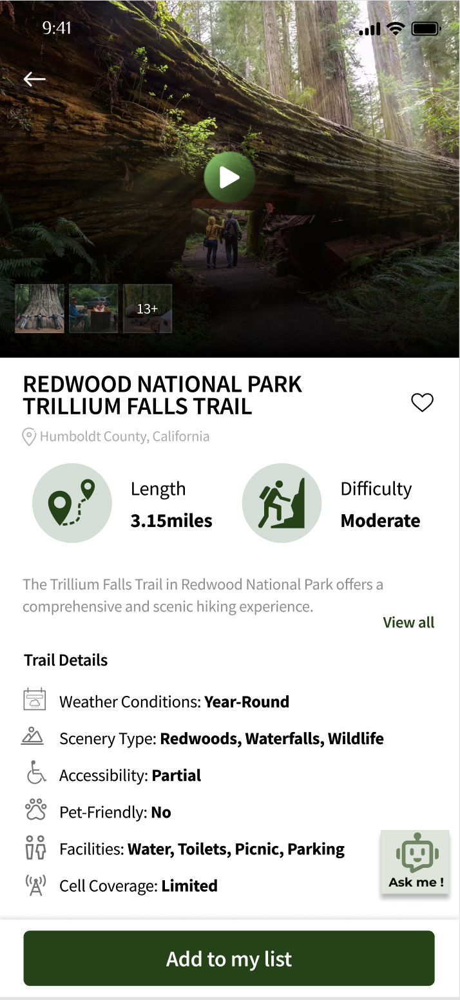 9:41
13+
REDWOOD NATIONAL PARK
TRILLIUM FALLS TRAIL
Humboldt County, California
Length
3.15miles
Difficulty
Moderate
The Trillium Falls Trail in Redwood National Park offers a
comprehensive and scenic hiking experience.
View all
Trail Details
Weather Conditions: Year-Round
Scenery Type: Redwoods, Waterfalls, Wildlife
Accessibility: Partial
Pet-Friendly: No
Facilities: Water, Toilets, Picnic, Parking
Cell Coverage: Limited
Ask me !
Add to my list